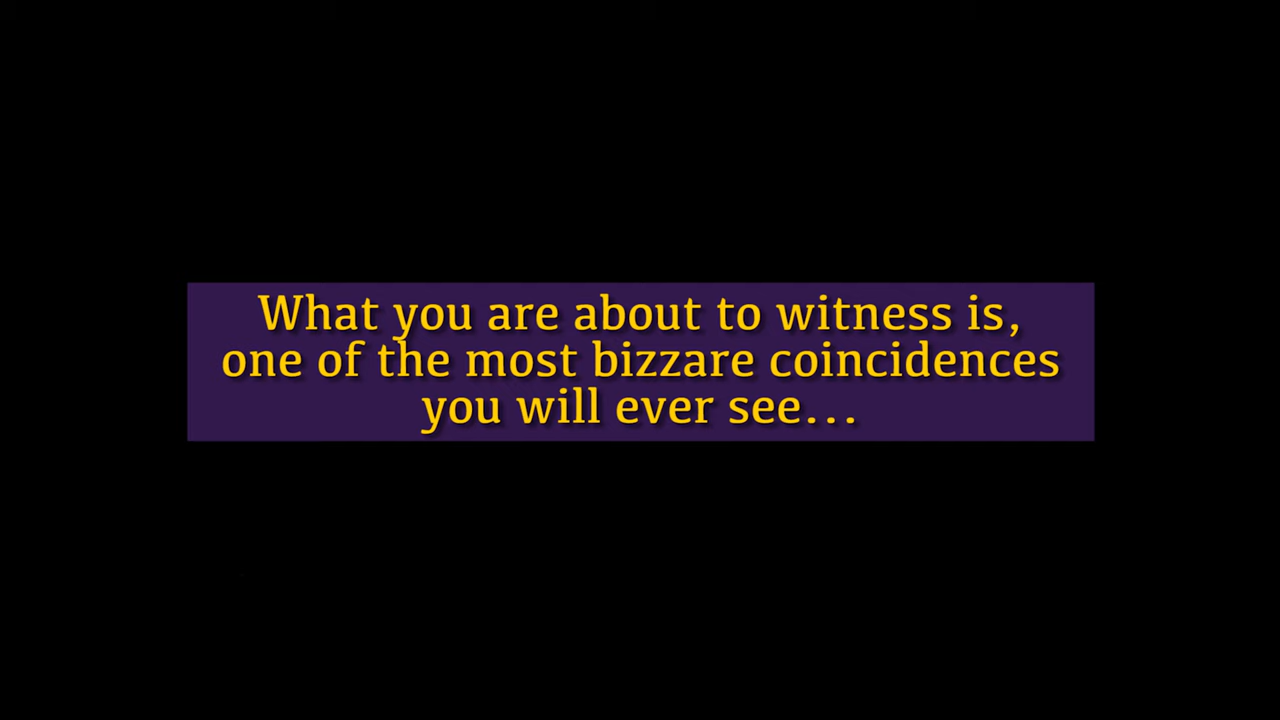 What you are about to witness is,
one of the most bizzare coincidences
you will ever see...